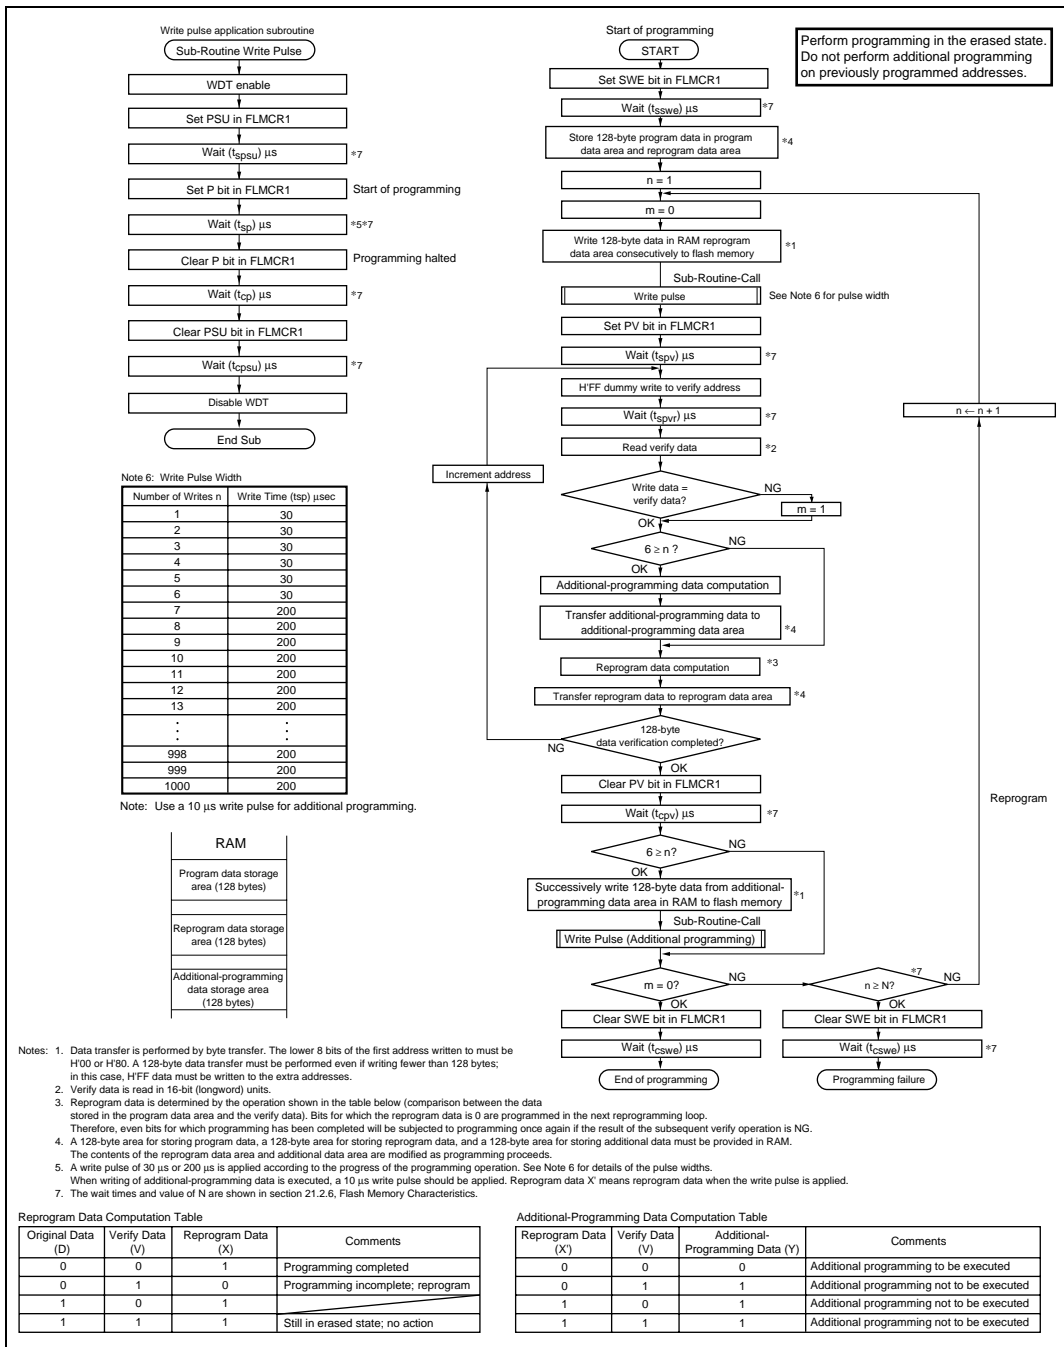 Write pulse application subroutine
Sub-Routine Write Pulse
WDT enable
Set PSU in FLMCR1
Wait (tspsu) μs
*7
Set P bit in FLMCR1
Start of programming
Wait (tsp) μs
*5*7
Clear P bit in FLMCR1
Programming halted
Wait (tcp) μs
*7
Clear PSU bit in FLMCR1
Wait (tcpsu) μs
*7
Disable WDT
End Sub
Note 6: Write Pulse Width
Number of Writes n Write Time (tsp) μsec
1 30
2 30
3 30
4 30
5 30
6 30
7 200
8 200
9 200
10 200
11 200
12 200
13 200
998 200
999 200
1000 200
Note: Use a 10 μs write pulse for additional programming.
RAM
Program data storage
area (128 bytes)
Reprogram data storage
area (128 bytes)
Additional-programming
data storage area
(128 bytes)
Start of programming
START
Perform programming in the erased state.
Do not perform additional programming
on previously programmed addresses.
Set SWE bit in FLMCR1
Wait (tsswe) μs
*7
Store 128-byte program data in program
data area and reprogram data area
*4
n = 1
m = 0
Write 128-byte data in RAM reprogram
data area consecutively to flash memory
*1
Sub-Routine-Call
Write pulse
See Note 6 for pulse width
Set PV bit in FLMCR1
Wait (tspv) μs
*7
H'FF dummy write to verify address
Wait (tspvr) μs
*7
n ← n + 1
Read verify data
*2
Increment address
Write data =
verify data?
NG
m = 1
OK
6 ≥ n ?
NG
OK
Additional-programming data computation
Transfer additional-programming data to
additional-programming data area
*4
Reprogram data computation
*3
Transfer reprogram data to reprogram data area
*4
128-byte
data verification completed?
NG
OK
Clear PV bit in FLMCR1
Reprogram
Wait (tcpv) μs
*7
6 ≥ n?
NG
OK
Successively write 128-byte data from additional-
programming data area in RAM to flash memory
*1
Sub-Routine-Call
Write Pulse (Additional programming)
m = 0?
NG
n ≥ N?
*7
NG
OK
OK
Clear SWE bit in FLMCR1
Clear SWE bit in FLMCR1
Wait (tcswe) μs
Wait (tcswe) μs
*7
End of programming
Programming failure
Notes: 1. Data transfer is performed by byte transfer. The lower 8 bits of the first address written to must be
H'00 or H'80. A 128-byte data transfer must be performed even if writing fewer than 128 bytes;
in this case, H'FF data must be written to the extra addresses.
2. Verify data is read in 16-bit (longword) units.
3. Reprogram data is determined by the operation shown in the table below (comparison between the data
stored in the program data area and the verify data). Bits for which the reprogram data is 0 are programmed in the next reprogramming loop.
Therefore, even bits for which programming has been completed will be subjected to programming once again if the result of the subsequent verify operation is NG.
4. A 128-byte area for storing program data, a 128-byte area for storing reprogram data, and a 128-byte area for storing additional data must be provided in RAM.
The contents of the reprogram data area and additional data area are modified as programming proceeds.
5. A write pulse of 30 μs or 200 μs is applied according to the progress of the programming operation. See Note 6 for details of the pulse widths.
When writing of additional-programming data is executed, a 10 μs write pulse should be applied. Reprogram data X' means reprogram data when the write pulse is applied.
7. The wait times and value of N are shown in section 21.2.6, Flash Memory Characteristics.
Reprogram Data Computation Table
Original Data (D) Verify Data (V) Reprogram Data (X) Comments
0 0 1 Programming completed
0 1 0 Programming incomplete; reprogram
1 0 1
1 1 1 Still in erased state; no action
Additional-Programming Data Computation Table
Reprogram Data (X') Verify Data (V) Additional-Programming Data (Y) Comments
0 0 0 Additional programming to be executed
0 1 1 Additional programming not to be executed
1 0 1 Additional programming not to be executed
1 1 1 Additional programming not to be executed